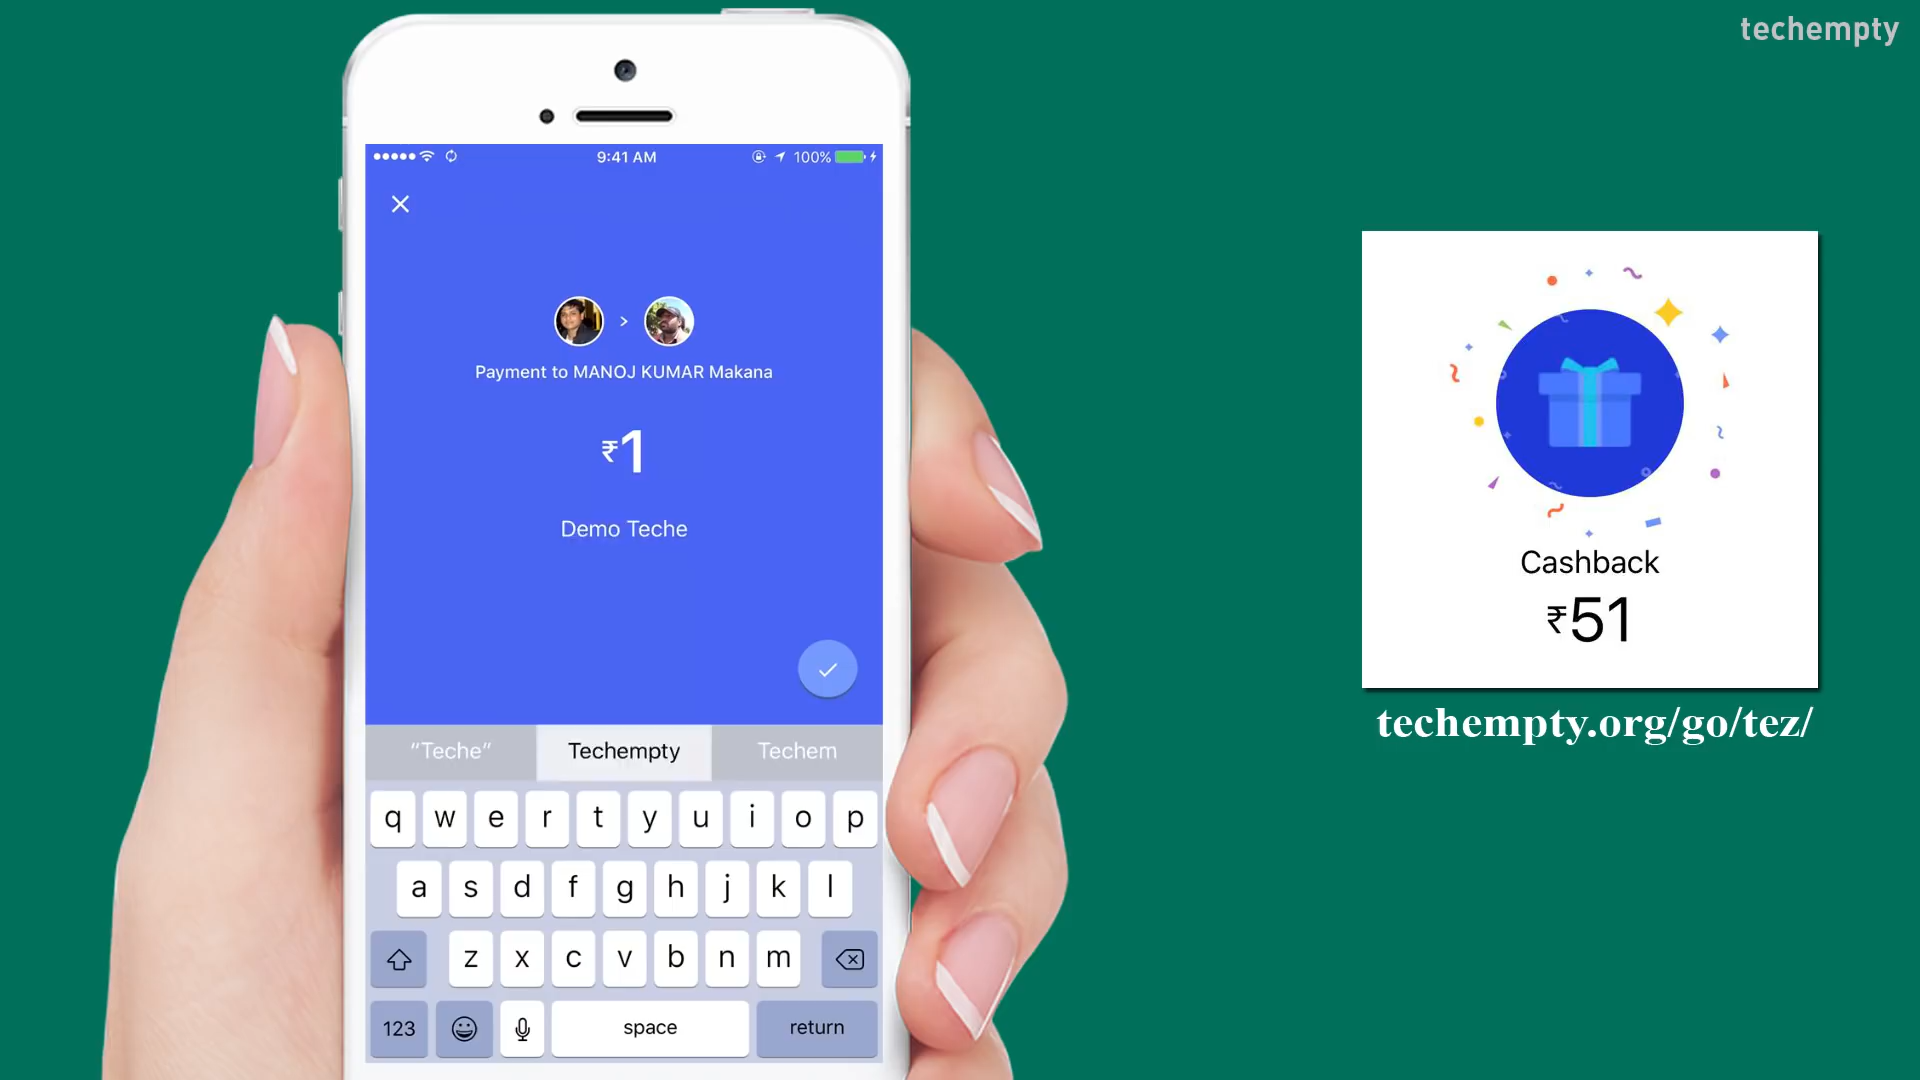 techempty
9:41 AM
100%
Payment to MANOJ KUMAR Makana
₹1
Demo Teche
“Teche”
Techempty
Techem
q w e r t y u i o p
a s d f g h j k l
z x c v b n m
123
space
return
Cashback
₹51
techempty.org/go/tez/